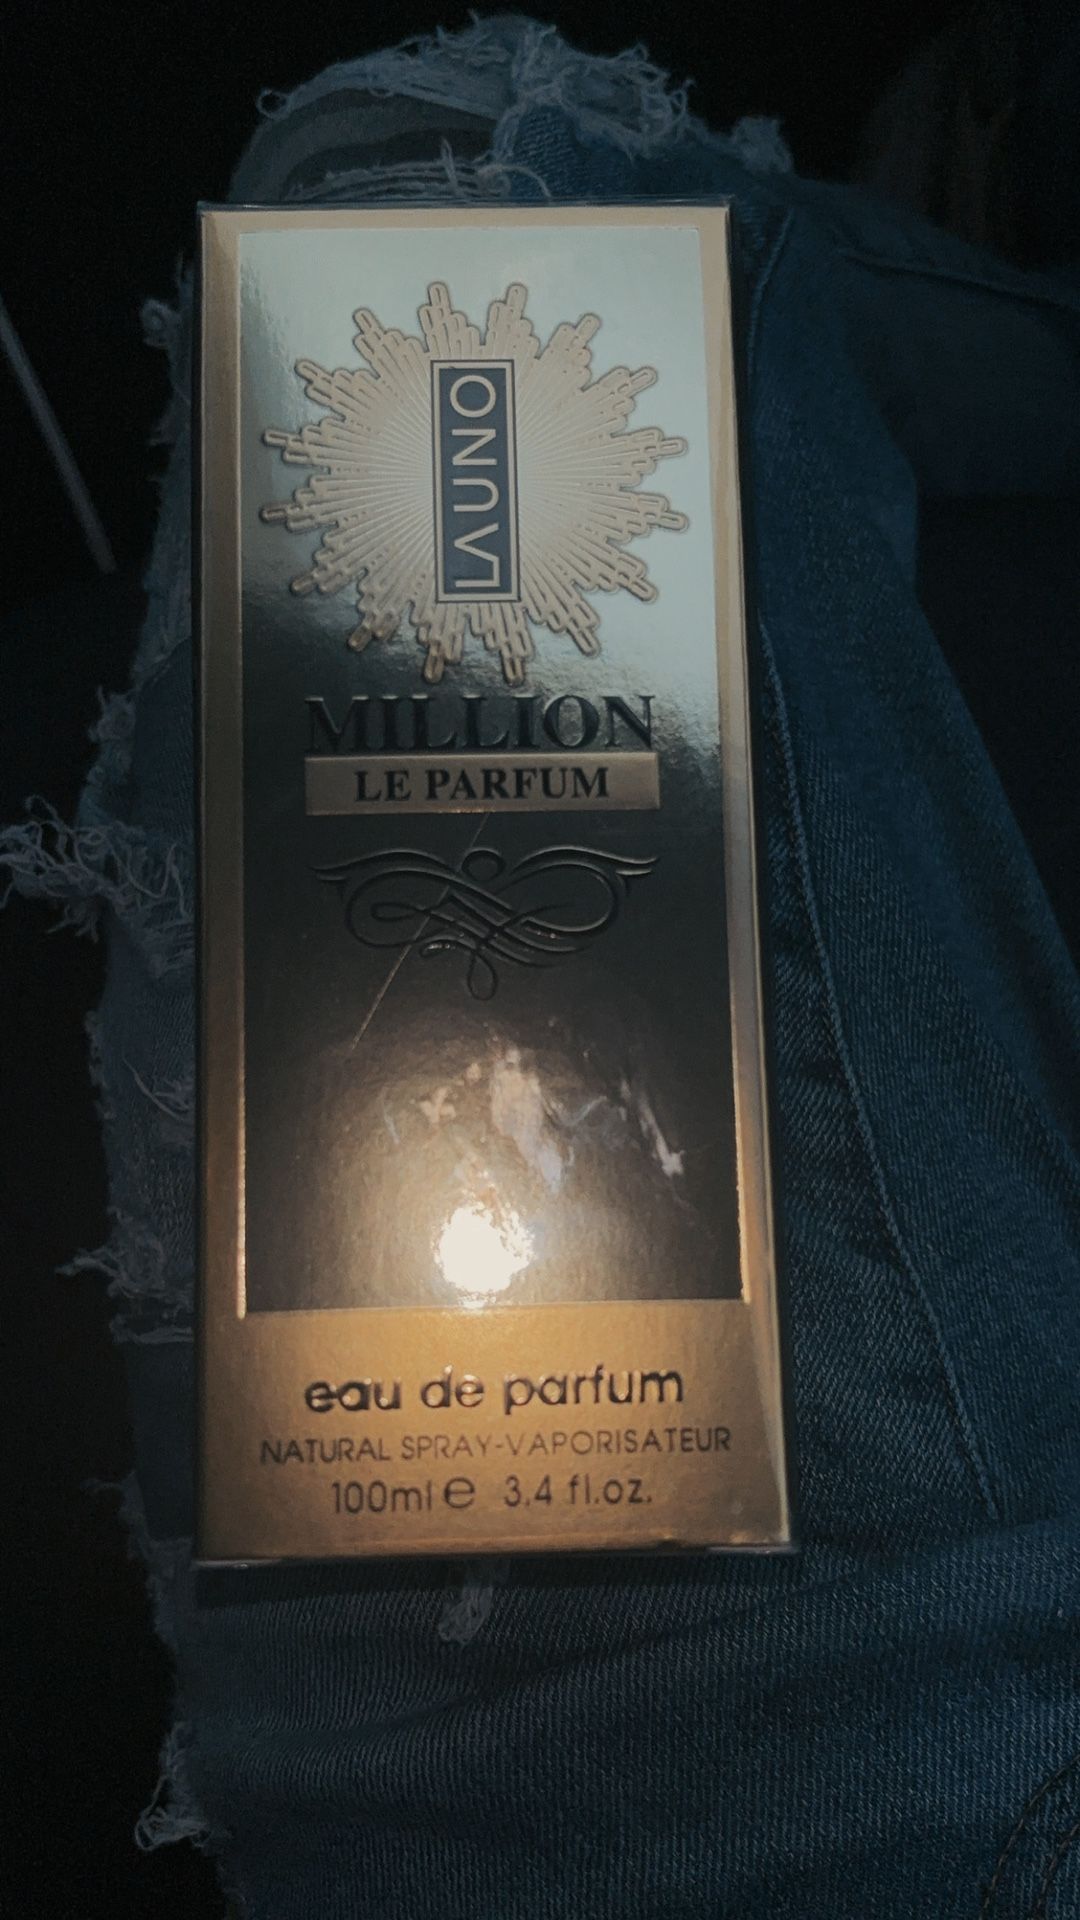 LAUNO
MILLION
LE PARFUM
eau de parfum
NATURAL SPRAY-VAPORISATEUR
100ml e 3.4 fl.oz.